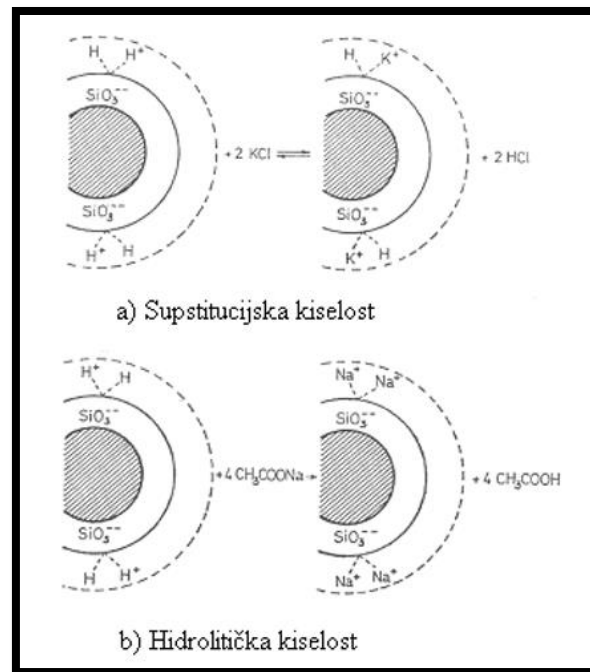 H H⁺ H K⁺
SiO₃⁻⁻ SiO₃⁻⁻
+ 2 KCl ⇌ + 2 HCl
SiO₃⁻⁻ SiO₃⁻⁻
H⁺ H K⁺ H
a) Supstitucijska kiselost
H⁺ H Na⁺ Na⁺
SiO₃⁻⁻ SiO₃⁻⁻
+ 4 CH₃COONa → + 4 CH₃COOH
SiO₃⁻⁻ SiO₃⁻⁻
H H⁺ Na⁺ Na⁺
b) Hidrolitička kiselost